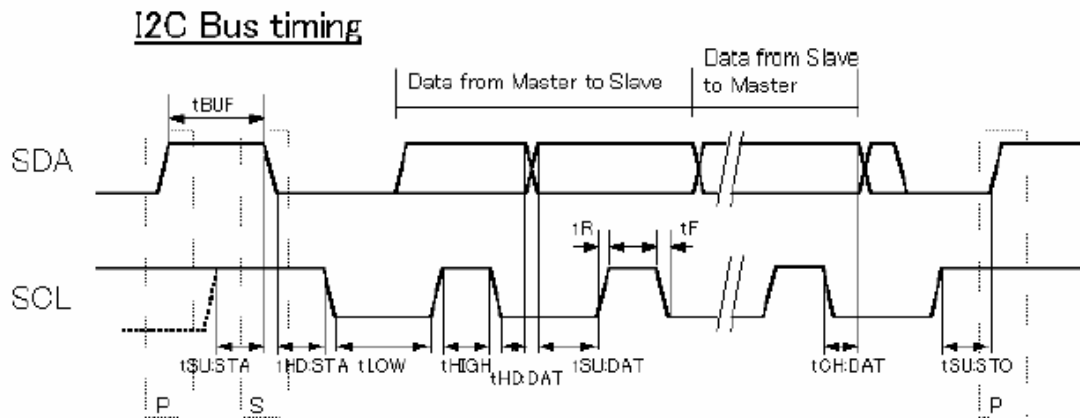 I2C Bus timing
Data from Master to Slave
Data from Slave
to Master
tBUF
SDA
tR
tF
SCL
tSU:STA
tHD:STA
tLOW
tHIGH
tHD:DAT
tSU:DAT
tCH:DAT
tSU:STO
P
S
P